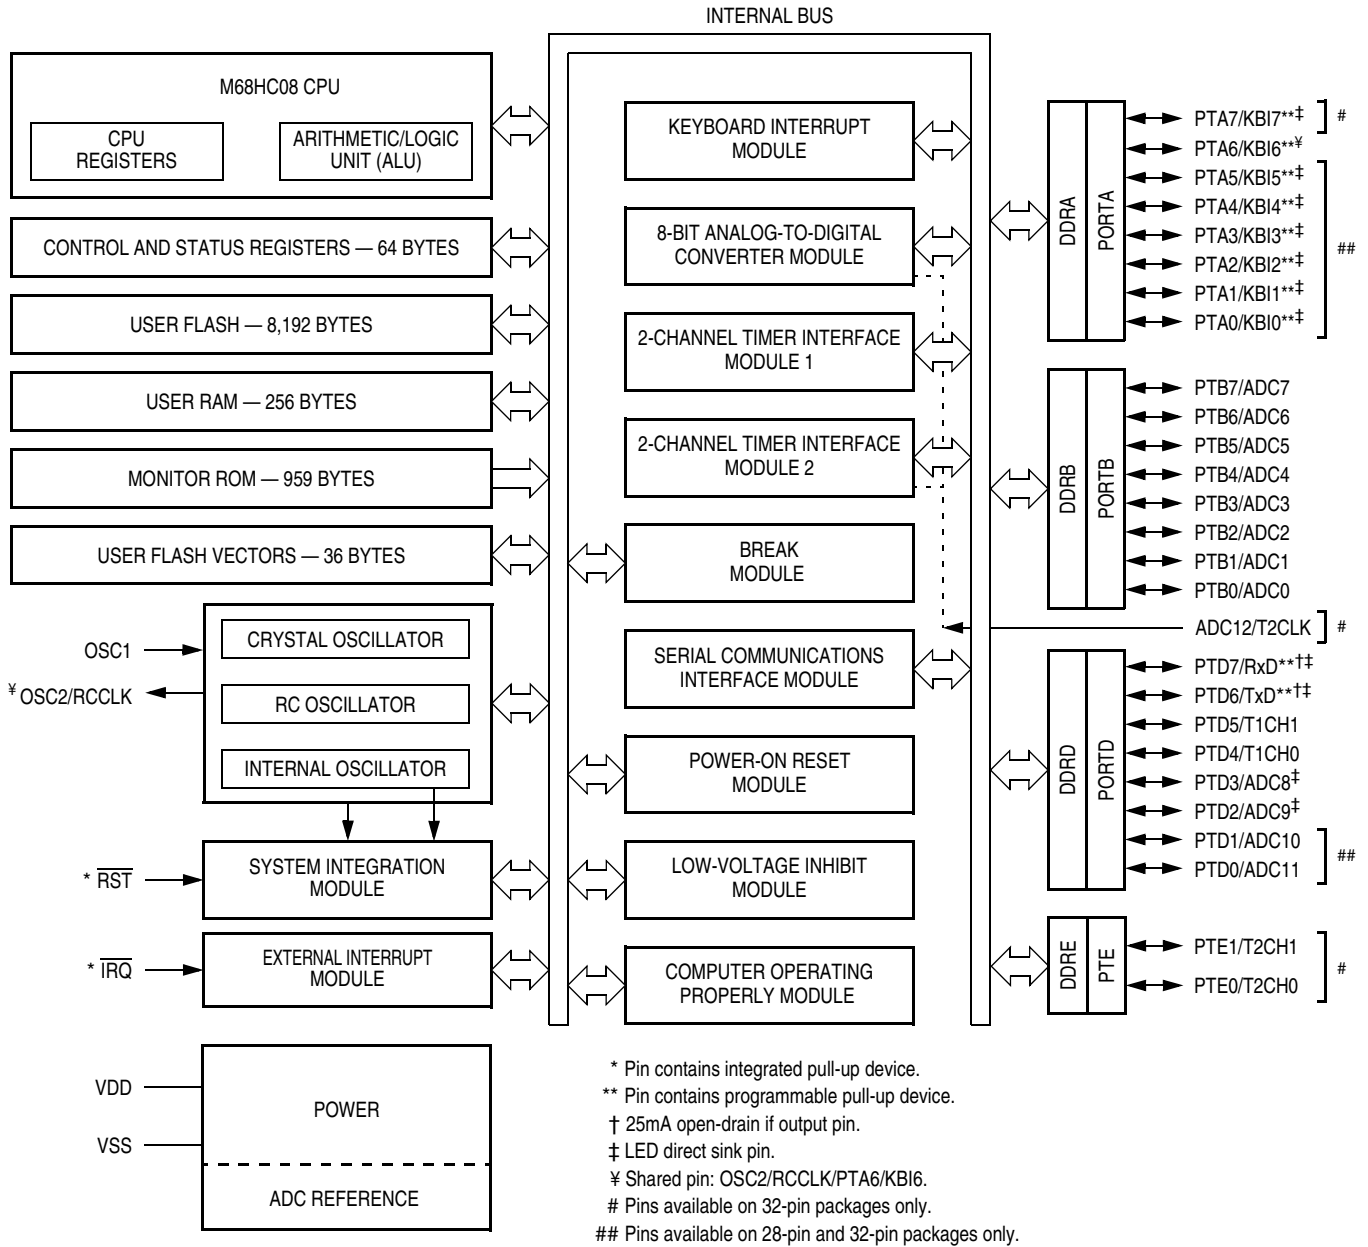 INTERNAL BUS
M68HC08 CPU
CPU
REGISTERS
ARITHMETIC/LOGIC
UNIT (ALU)
CONTROL AND STATUS REGISTERS — 64 BYTES
USER FLASH — 8,192 BYTES
USER RAM — 256 BYTES
MONITOR ROM — 959 BYTES
USER FLASH VECTORS — 36 BYTES
CRYSTAL OSCILLATOR
RC OSCILLATOR
INTERNAL OSCILLATOR
OSC1
¥ OSC2/RCCLK
SYSTEM INTEGRATION
MODULE
* R̅S̅T̅
EXTERNAL INTERRUPT
MODULE
* I̅R̅Q̅
VDD
VSS
POWER
ADC REFERENCE
KEYBOARD INTERRUPT
MODULE
8-BIT ANALOG-TO-DIGITAL
CONVERTER MODULE
2-CHANNEL TIMER INTERFACE
MODULE 1
2-CHANNEL TIMER INTERFACE
MODULE 2
BREAK
MODULE
SERIAL COMMUNICATIONS
INTERFACE MODULE
POWER-ON RESET
MODULE
LOW-VOLTAGE INHIBIT
MODULE
COMPUTER OPERATING
PROPERLY MODULE
DDRA
PORTA
PTA7/KBI7**‡
#
PTA6/KBI6**¥
PTA5/KBI5**‡
PTA4/KBI4**‡
PTA3/KBI3**‡
PTA2/KBI2**‡
PTA1/KBI1**‡
PTA0/KBI0**‡
##
DDRB
PORTB
PTB7/ADC7
PTB6/ADC6
PTB5/ADC5
PTB4/ADC4
PTB3/ADC3
PTB2/ADC2
PTB1/ADC1
PTB0/ADC0
ADC12/T2CLK
#
DDRD
PORTD
PTD7/RxD**†‡
PTD6/TxD**†‡
PTD5/T1CH1
PTD4/T1CH0
PTD3/ADC8‡
PTD2/ADC9‡
PTD1/ADC10
PTD0/ADC11
##
DDRE
PTE
PTE1/T2CH1
PTE0/T2CH0
#
* Pin contains integrated pull-up device.
** Pin contains programmable pull-up device.
† 25mA open-drain if output pin.
‡ LED direct sink pin.
¥ Shared pin: OSC2/RCCLK/PTA6/KBI6.
# Pins available on 32-pin packages only.
## Pins available on 28-pin and 32-pin packages only.